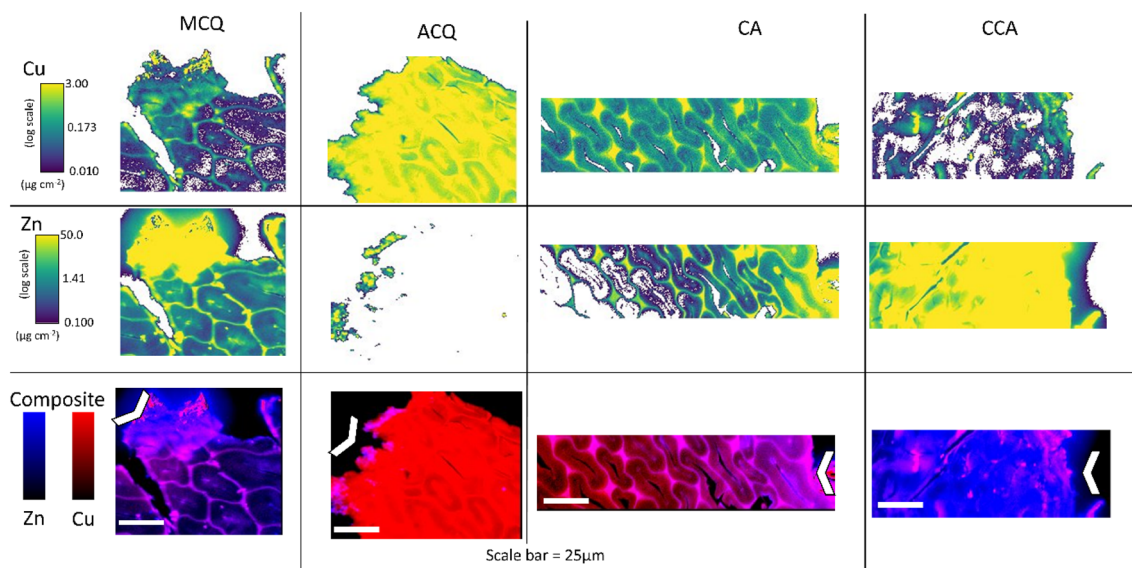 MCQ
ACQ
CA
CCA
Cu
(log scale)
3.00
0.173
0.010
(µg cm⁻²)
Zn
(log scale)
50.0
1.41
0.100
(µg cm⁻²)
Composite
Zn
Cu
Scale bar = 25µm